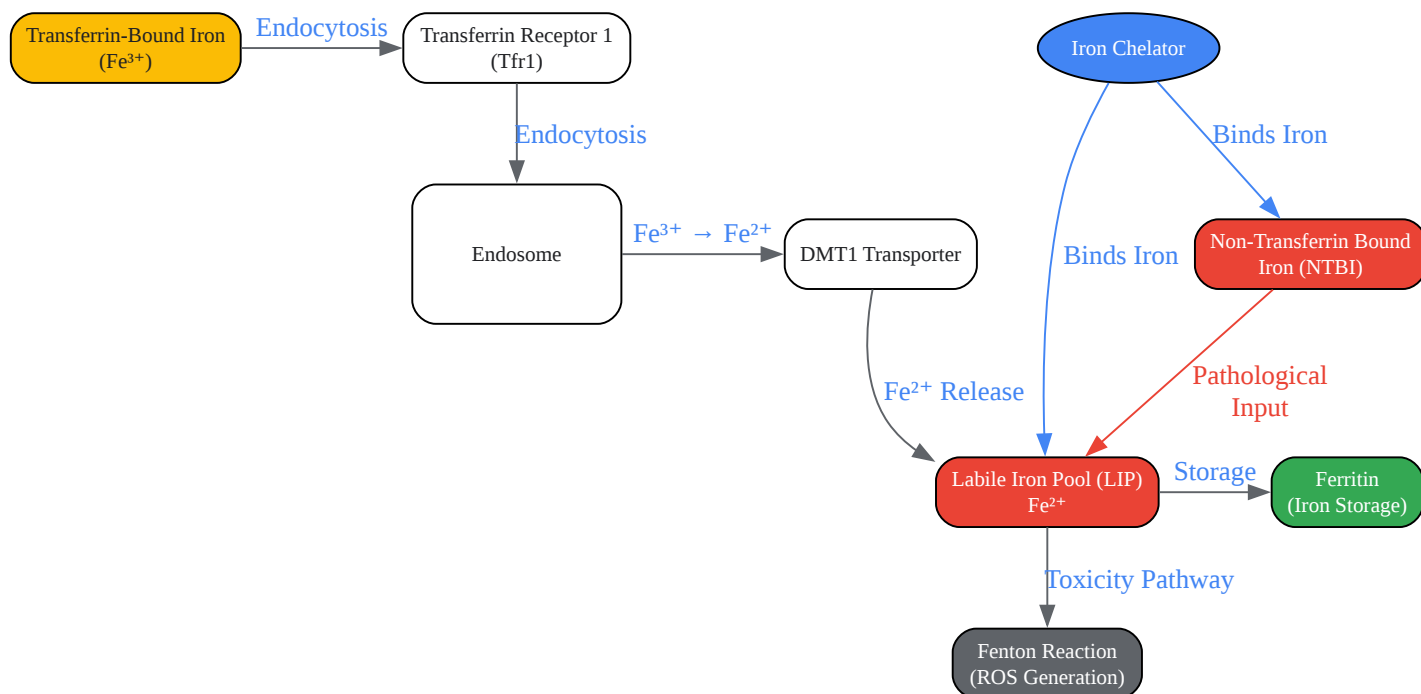 Transferrin-Bound Iron
(Fe³⁺)
Endocytosis
Transferrin Receptor 1
(Tfr1)
Iron Chelator
Endocytosis
Binds Iron
Endosome
Fe³⁺ → Fe²⁺
DMT1 Transporter
Binds Iron
Non-Transferrin Bound
Iron (NTBI)
Fe²⁺ Release
Pathological
Input
Labile Iron Pool (LIP)
Fe²⁺
Storage
Ferritin
(Iron Storage)
Toxicity Pathway
Fenton Reaction
(ROS Generation)